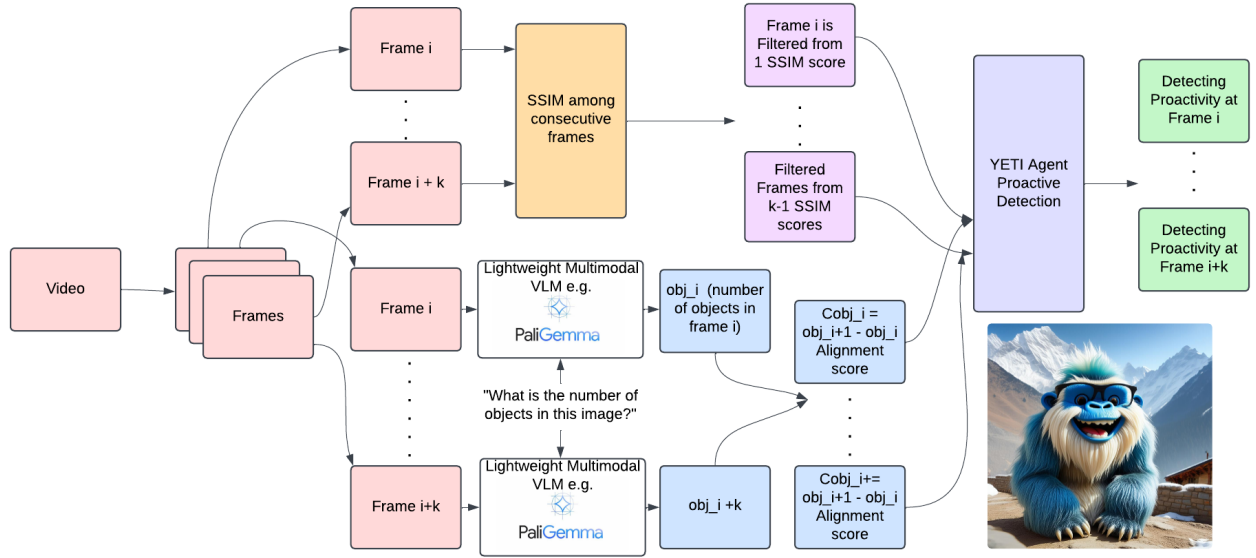 Frame i
Frame i + k
SSIM among
consecutive
frames
Frame i is
Filtered from
1 SSIM score
Filtered
Frames from
k-1 SSIM
scores
YETI Agent
Proactive
Detection
Detecting
Proactivity at
Frame i
Detecting
Proactivity at
Frame i+k
Video
Frames
Frame i
Lightweight Multimodal
VLM e.g.
PaliGemma
obj_i (number
of objects in
frame i)
Cobj_i =
obj_i+1 - obj_i
Alignment
score
"What is the number of
objects in this image?"
Frame i+k
Lightweight Multimodal
VLM e.g.
PaliGemma
obj_i +k
Cobj_i+=
obj_i+1 - obj_i
Alignment
score